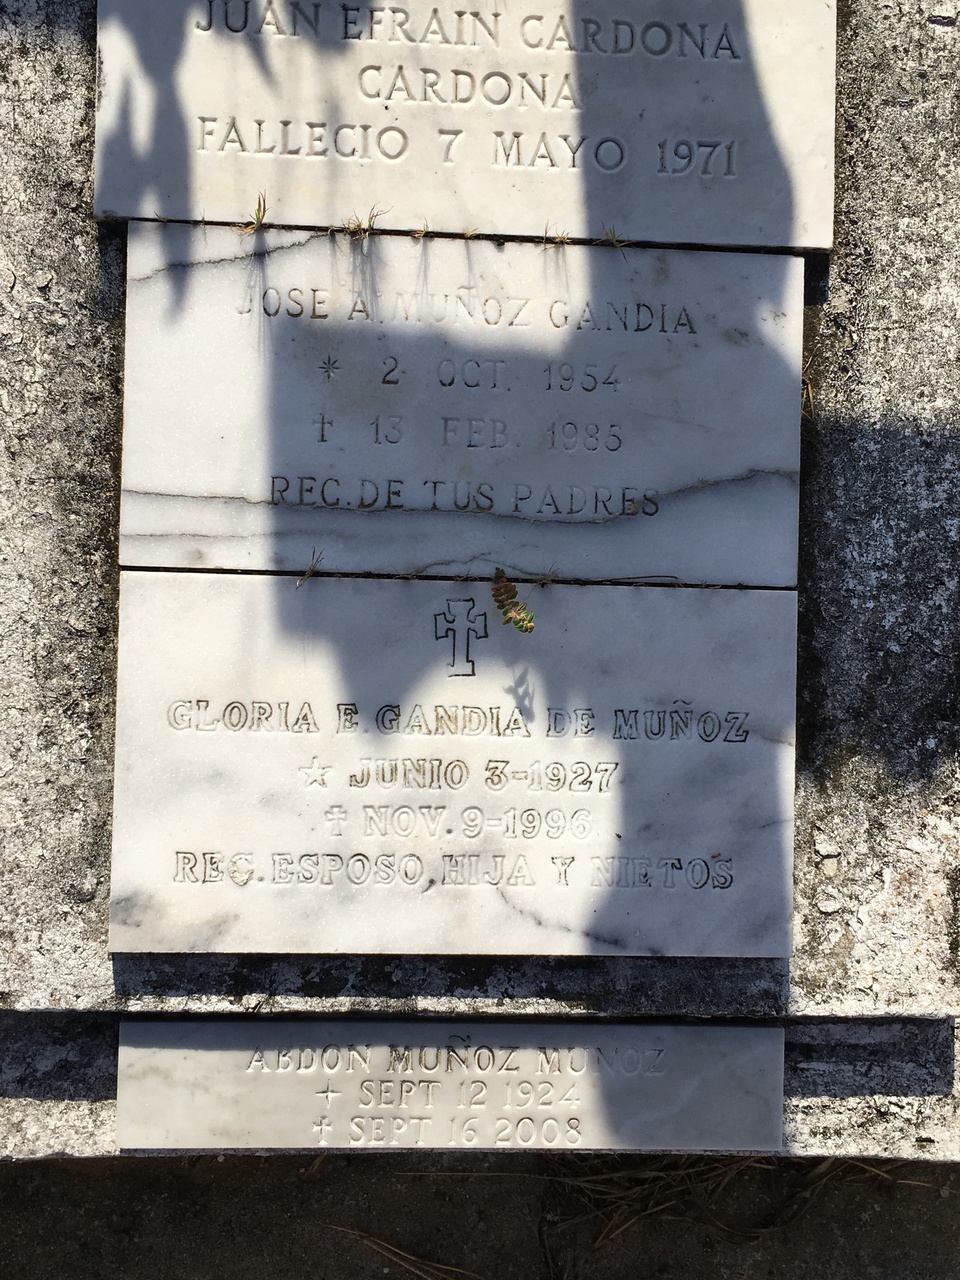 JUAN EFRAIN CARDONA
CARDONA
FALLECIO 7 MAYO 1971
JOSE A. MUÑOZ GANDIA
2 OCT. 1954
13 FEB. 1985
REC. DE TUS PADRES
GLORIA E. GANDIA DE MUÑOZ
JUNIO 3-1927
NOV. 9-1996
REC. ESPOSO, HIJA Y NIETOS
ABDON MUÑOZ MUÑOZ
SEPT 12 1924
SEPT 16 2008